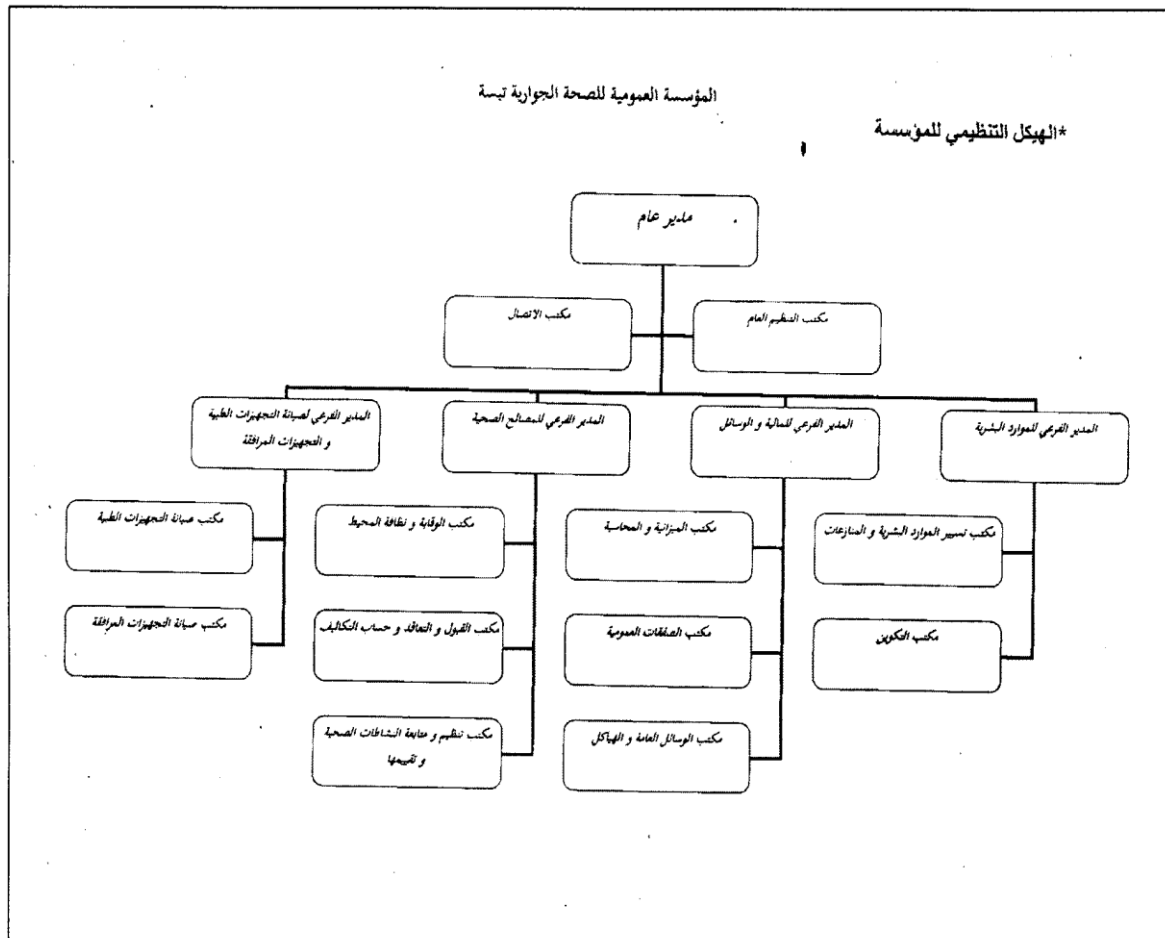 المؤسسة العمومية للصحة الجوارية تبسة
*الهيكل التنظيمي للمؤسسة
مدير عام
مكتب التنظيم العام
مكتب الاتصال
المدير الفرعي للموارد البشرية
المدير الفرعي للمالية و الوسائل
المدير الفرعي للمصالح الصحية
المدير الفرعي لصيانة التجهيزات الطبية
و التجهيزات المرافقة
مكتب تسيير الموارد البشرية و المنازعات
مكتب الميزانية و المحاسبة
مكتب الوقاية و نظافة المحيط
مكتب صيانة التجهيزات الطبية
مكتب التكوين
مكتب الصفقات العمومية
مكتب القبول و التعاقد و حساب التكاليف
مكتب صيانة التجهيزات المرافقة
مكتب الوسائل العامة و الهياكل
مكتب تنظيم و متابعة النشاطات الصحية
و تقييمها